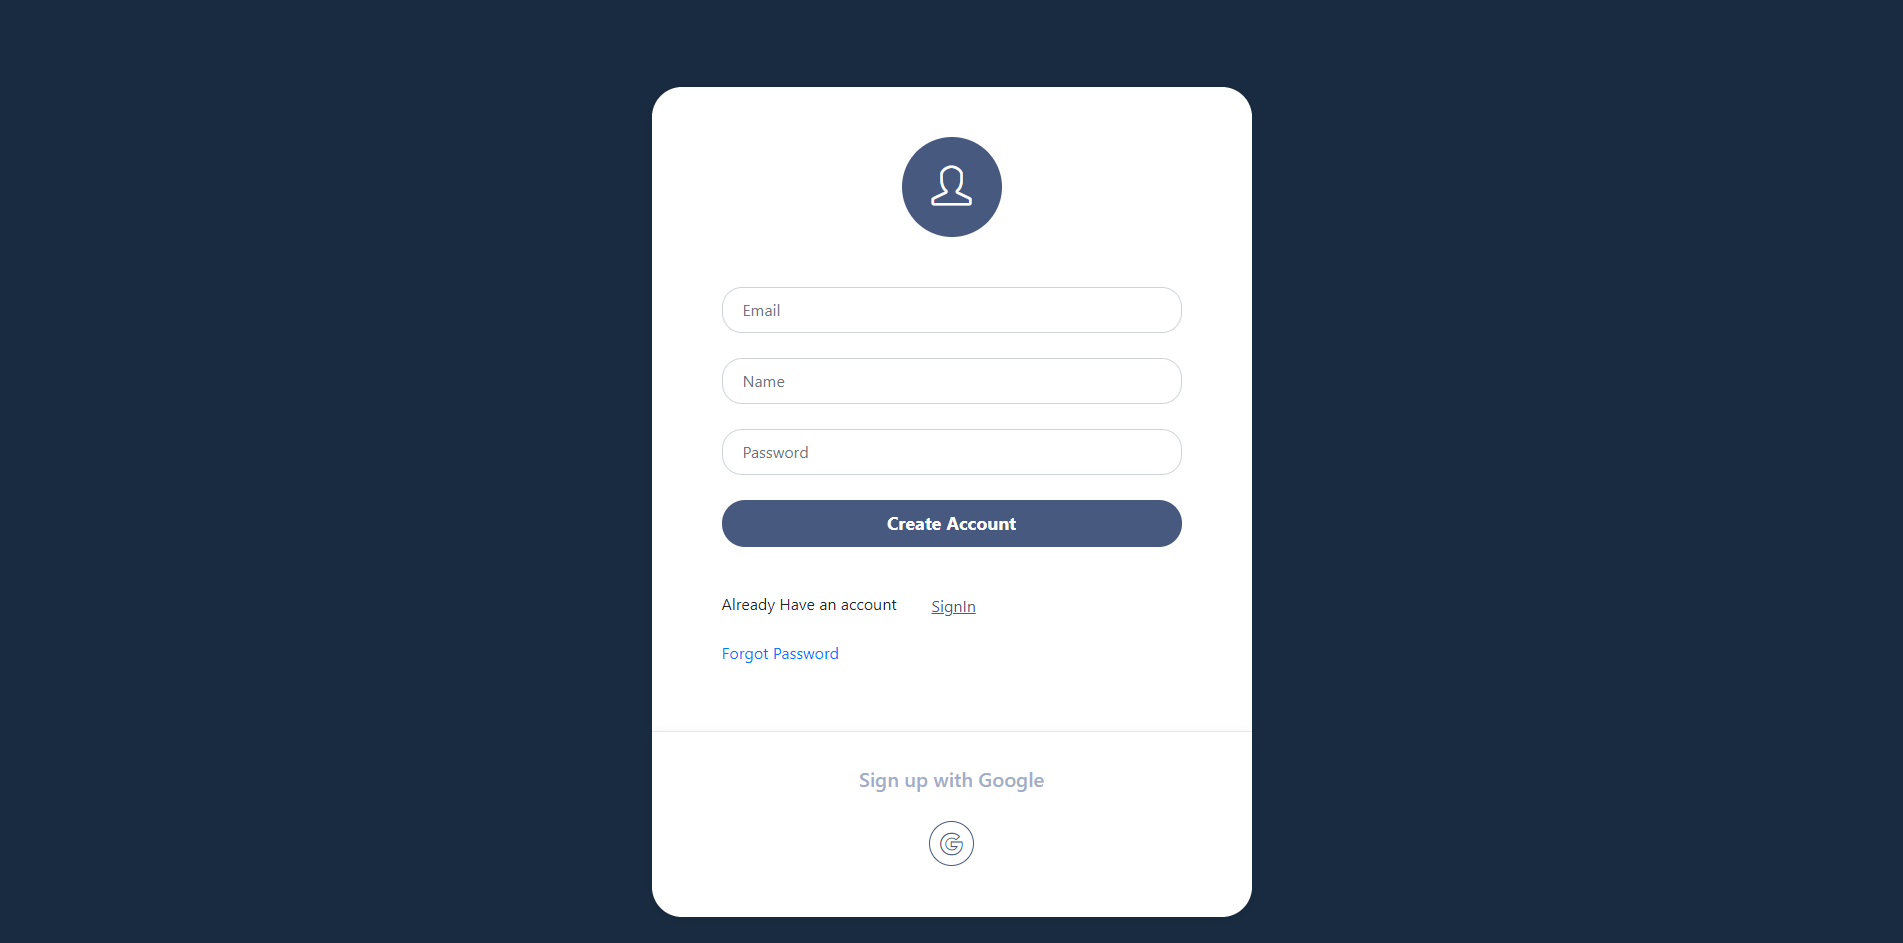 Email
Name
Password
Create Account
Already Have an account SignIn
Forgot Password
Sign up with Google
G